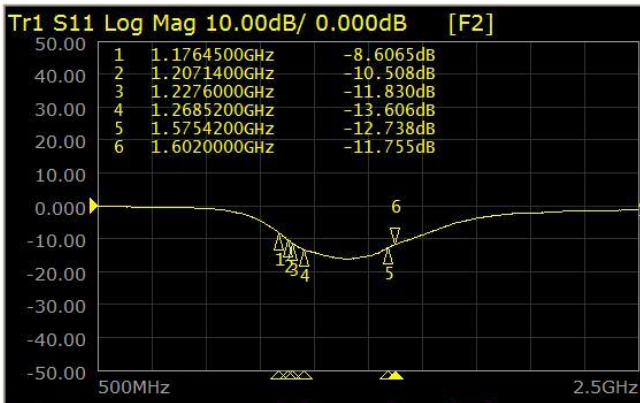 Tr1 S11 Log Mag 10.00dB/ 0.000dB [F2]
50.00
1 1.1764500GHz -8.6065dB
2 1.2071400GHz -10.508dB
40.00
3 1.2276000GHz -11.830dB
30.00
4 1.2685200GHz -13.606dB
5 1.5754200GHz -12.738dB
20.00
6 1.6020000GHz -11.755dB
10.00
0.000
6
-10.00
1 2 3 4 5
-20.00
-30.00
-40.00
-50.00
500MHz 2.5GHz